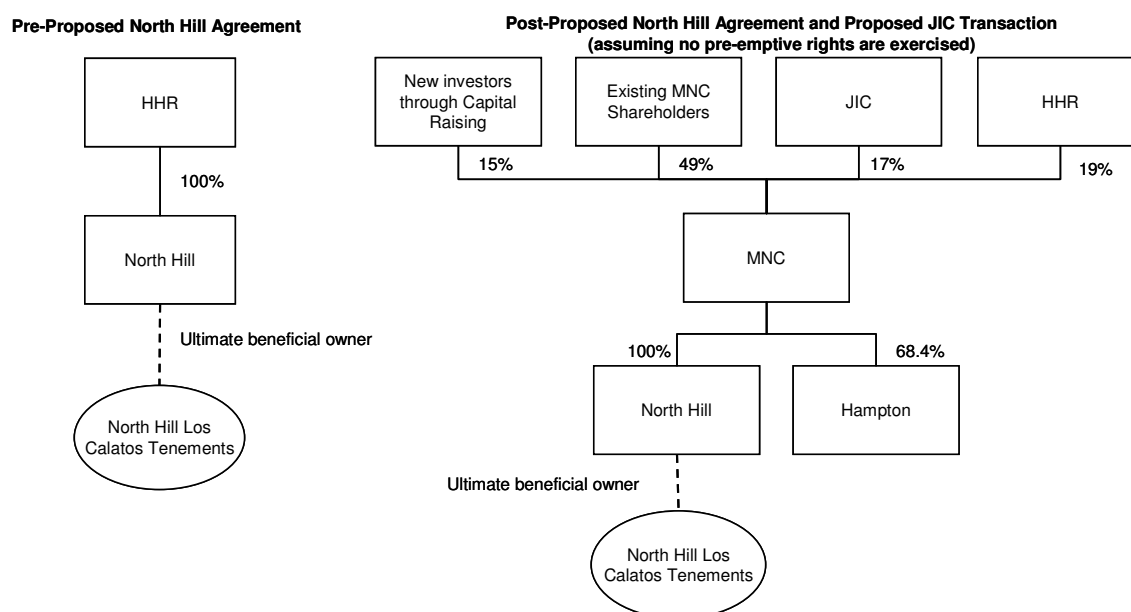 Pre-Proposed North Hill Agreement
HHR
100%
North Hill
Ultimate beneficial owner
North Hill Los
Calatos Tenements
Post-Proposed North Hill Agreement and Proposed JIC Transaction
(assuming no pre-emptive rights are exercised)
New investors
through Capital
Raising
Existing MNC
Shareholders
JIC
HHR
15%
49%
17%
19%
MNC
100%
68.4%
North Hill
Hampton
Ultimate beneficial owner
North Hill Los
Calatos Tenements